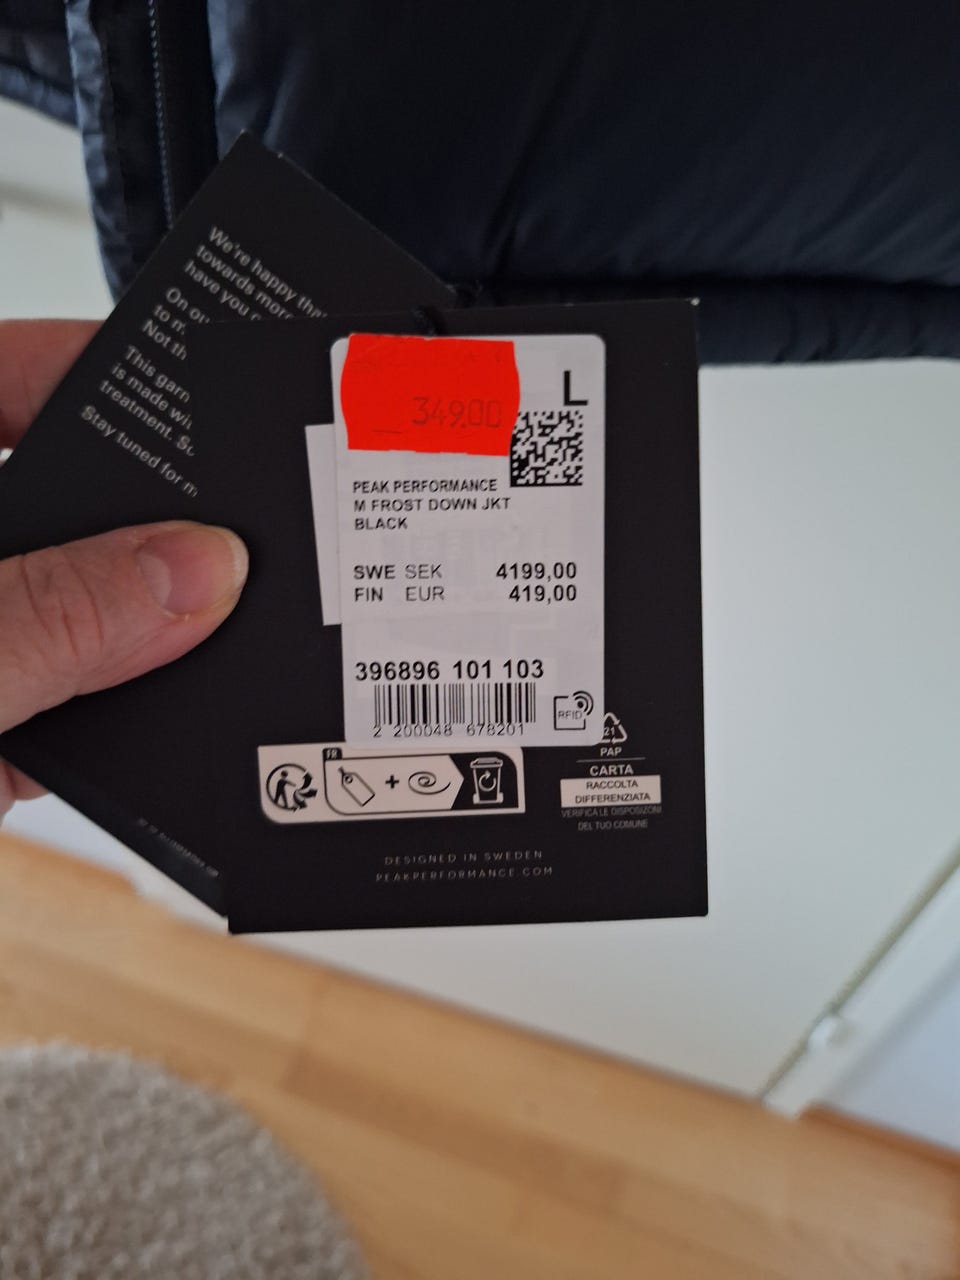 We're happy tha
towards more
have you
On ou
to m
Not th
This garn
is made wi
treatment. So
Stay tuned for m
349.00
L
PEAK PERFORMANCE
M FROST DOWN JKT
BLACK
SWE SEK 4199,00
FIN EUR 419,00
396896 101 103
2 200048 678201
RFID
FR
21
PAP
CARTA
RACCOLTA
DIFFERENZIATA
VERIFICA LE DISPOSIZIONI
DEL TUO COMUNE
DESIGNED IN SWEDEN
PEAKPERFORMANCE.COM